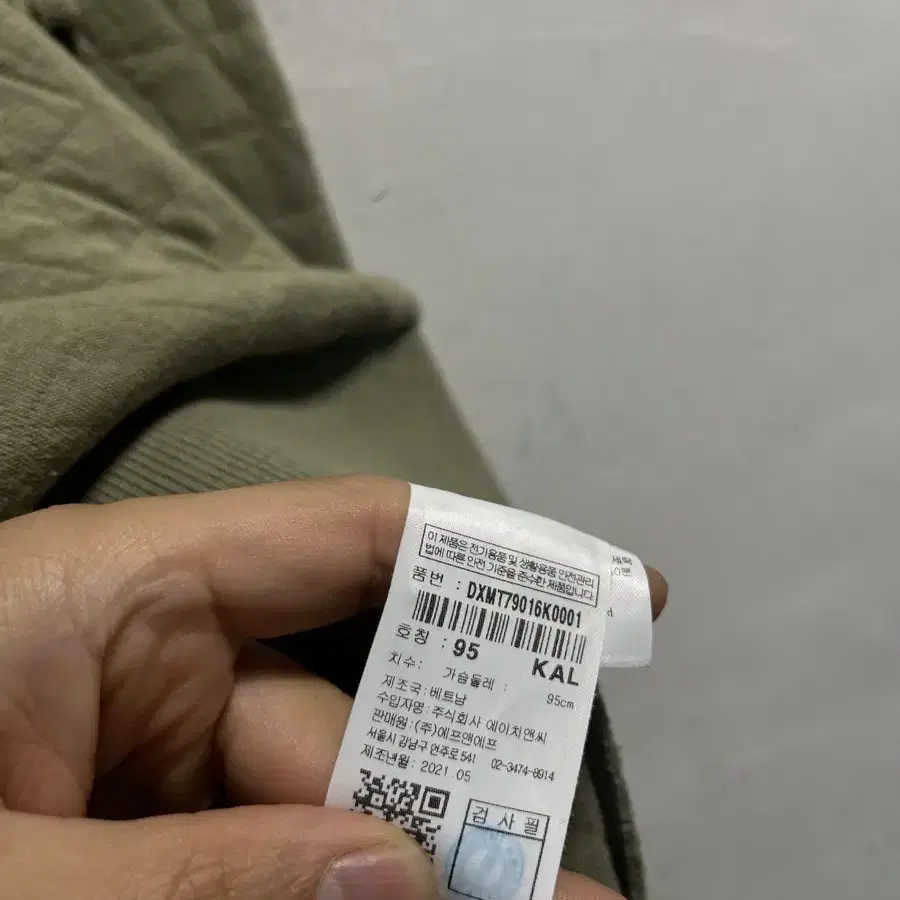 이 제품은 전기용품 및 생활용품 안전관리
법에 따른 안전 기준을 준수한 제품입니다.
품번 : DXMT79016K0001
호칭 : 95 KAL
치수: 가슴둘레 : 95cm
제조국: 베트남
수입자명: 주식회사 에이치앤씨
판매원: (주)에프앤에프
서울시 강남구 언주로 541 02-3474-8914
제조년월: 2021.05
검사필
세탁